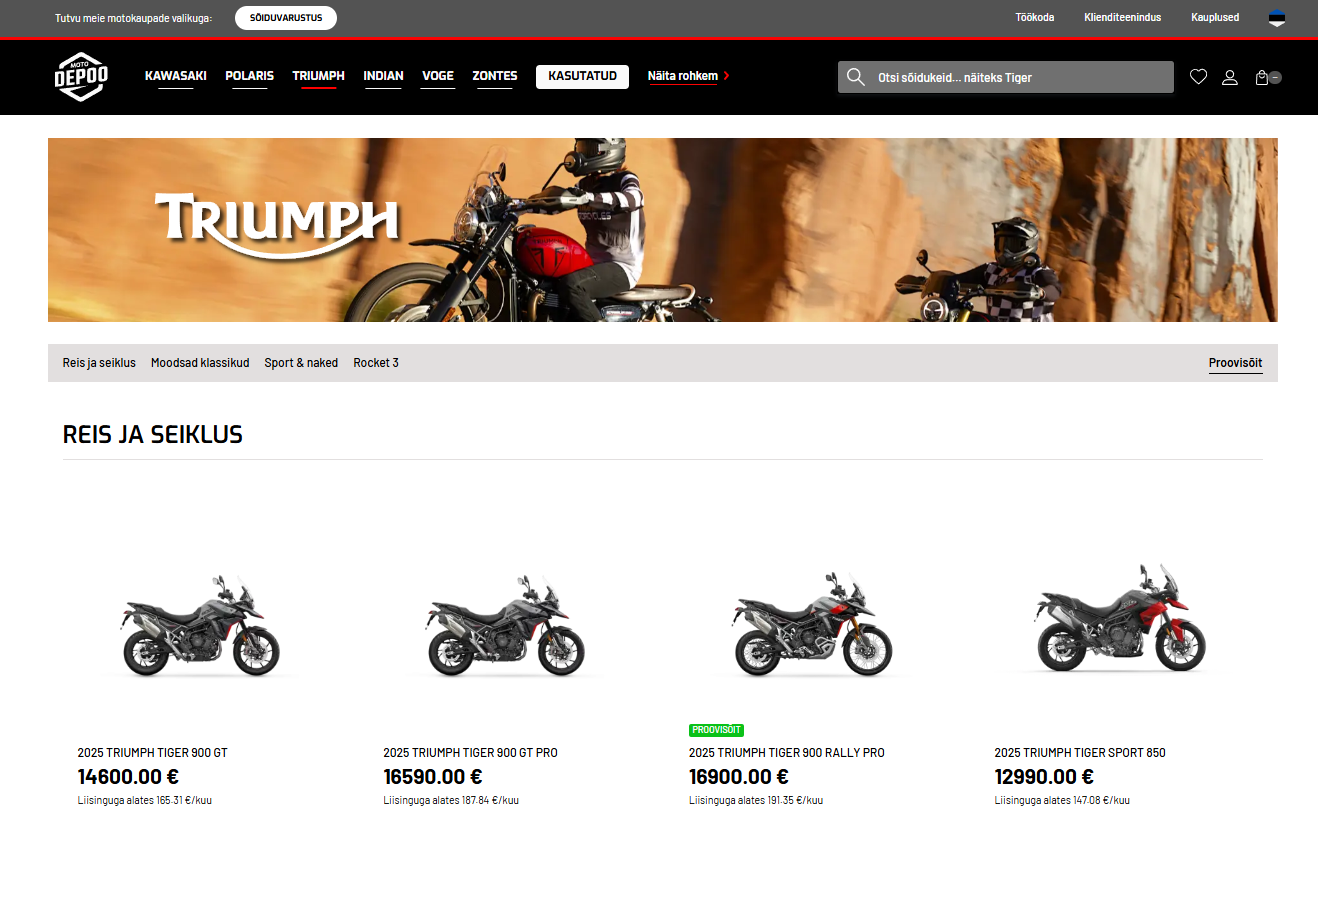 Tutvu meie motokaupade valikuga:
SÕIDUVARUSTUS
Töökoda
Klienditeenindus
Kauplused
MOTO
DEPOO
KAWASAKI
POLARIS
TRIUMPH
INDIAN
VOGE
ZONTES
KASUTATUD
Näita rohkem
Otsi sõidukeid... näiteks Tiger
TRIUMPH
Reis ja seiklus
Moodsad klassikud
Sport & naked
Rocket 3
Proovisõit
REIS JA SEIKLUS
2025 TRIUMPH TIGER 900 GT
14600.00 €
Liisinguga alates 165.31 €/kuu
2025 TRIUMPH TIGER 900 GT PRO
16590.00 €
Liisinguga alates 187.84 €/kuu
PROOVISÕIT
2025 TRIUMPH TIGER 900 RALLY PRO
16900.00 €
Liisinguga alates 191.35 €/kuu
2025 TRIUMPH TIGER SPORT 850
12990.00 €
Liisinguga alates 147.08 €/kuu